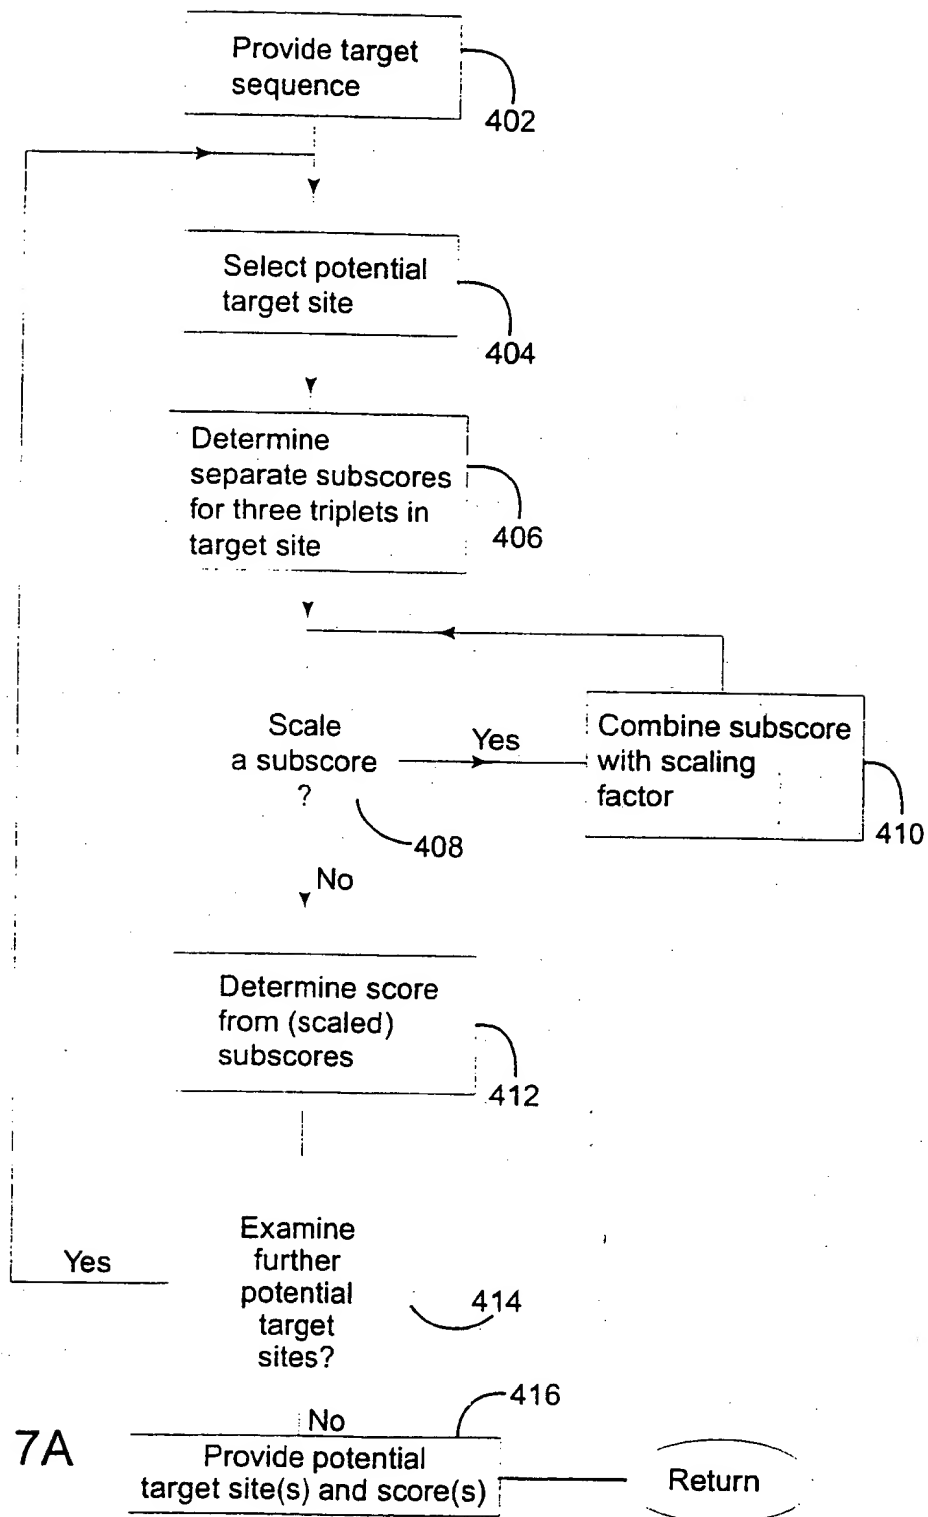 Provide target
sequence
402
Select potential
target site
404
Determine
separate subscores
for three triplets in
target site
406
Scale
a subscore
?
408
Yes
Combine subscore
with scaling
factor
410
No
Determine score
from (scaled)
subscores
412
Examine
further
potential
target
sites?
414
Yes
No
416
7A
Provide potential
target site(s) and score(s)
Return